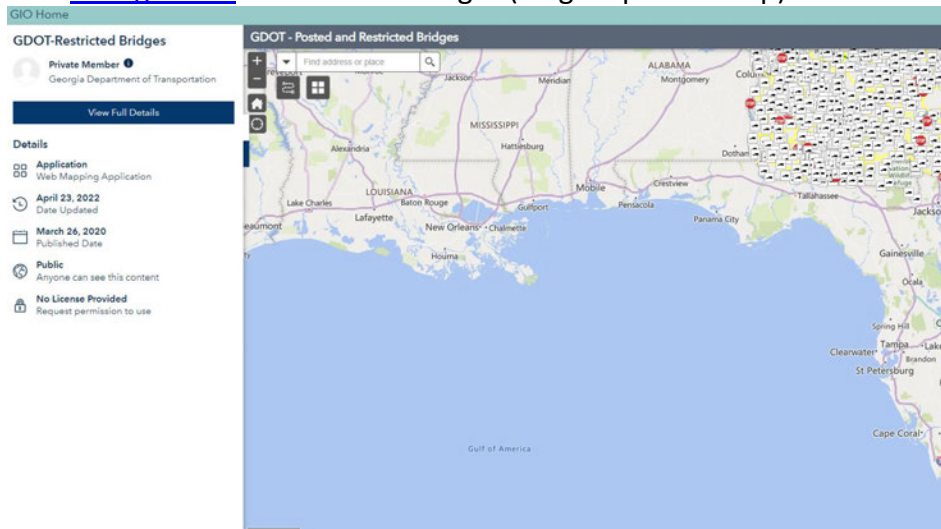 GIO Home
GDOT-Restricted Bridges
Private Member
Georgia Department of Transportation
View Full Details
Details
Application
Web Mapping Application
April 23, 2022
Date Updated
March 26, 2020
Published Date
Public
Anyone can see this content
No License Provided
Request permission to use
GDOT - Posted and Restricted Bridges
Find address or place
Jackson
Meridian
ALABAMA
Montgomery
MISSISSIPPI
Alexandria
Hattiesburg
Dothan
LOUISIANA
Mobile
Crestview
Tallahassee
Lake Charles
Baton Rouge
Gulfport
Pensacola
Lafayette
New Orleans
Chalmette
Panama City
Houma
Gainesville
Ocala
Spring Hill
Clearwater
Tampa
Brandon
St Petersburg
Cape Coral
Gulf of America